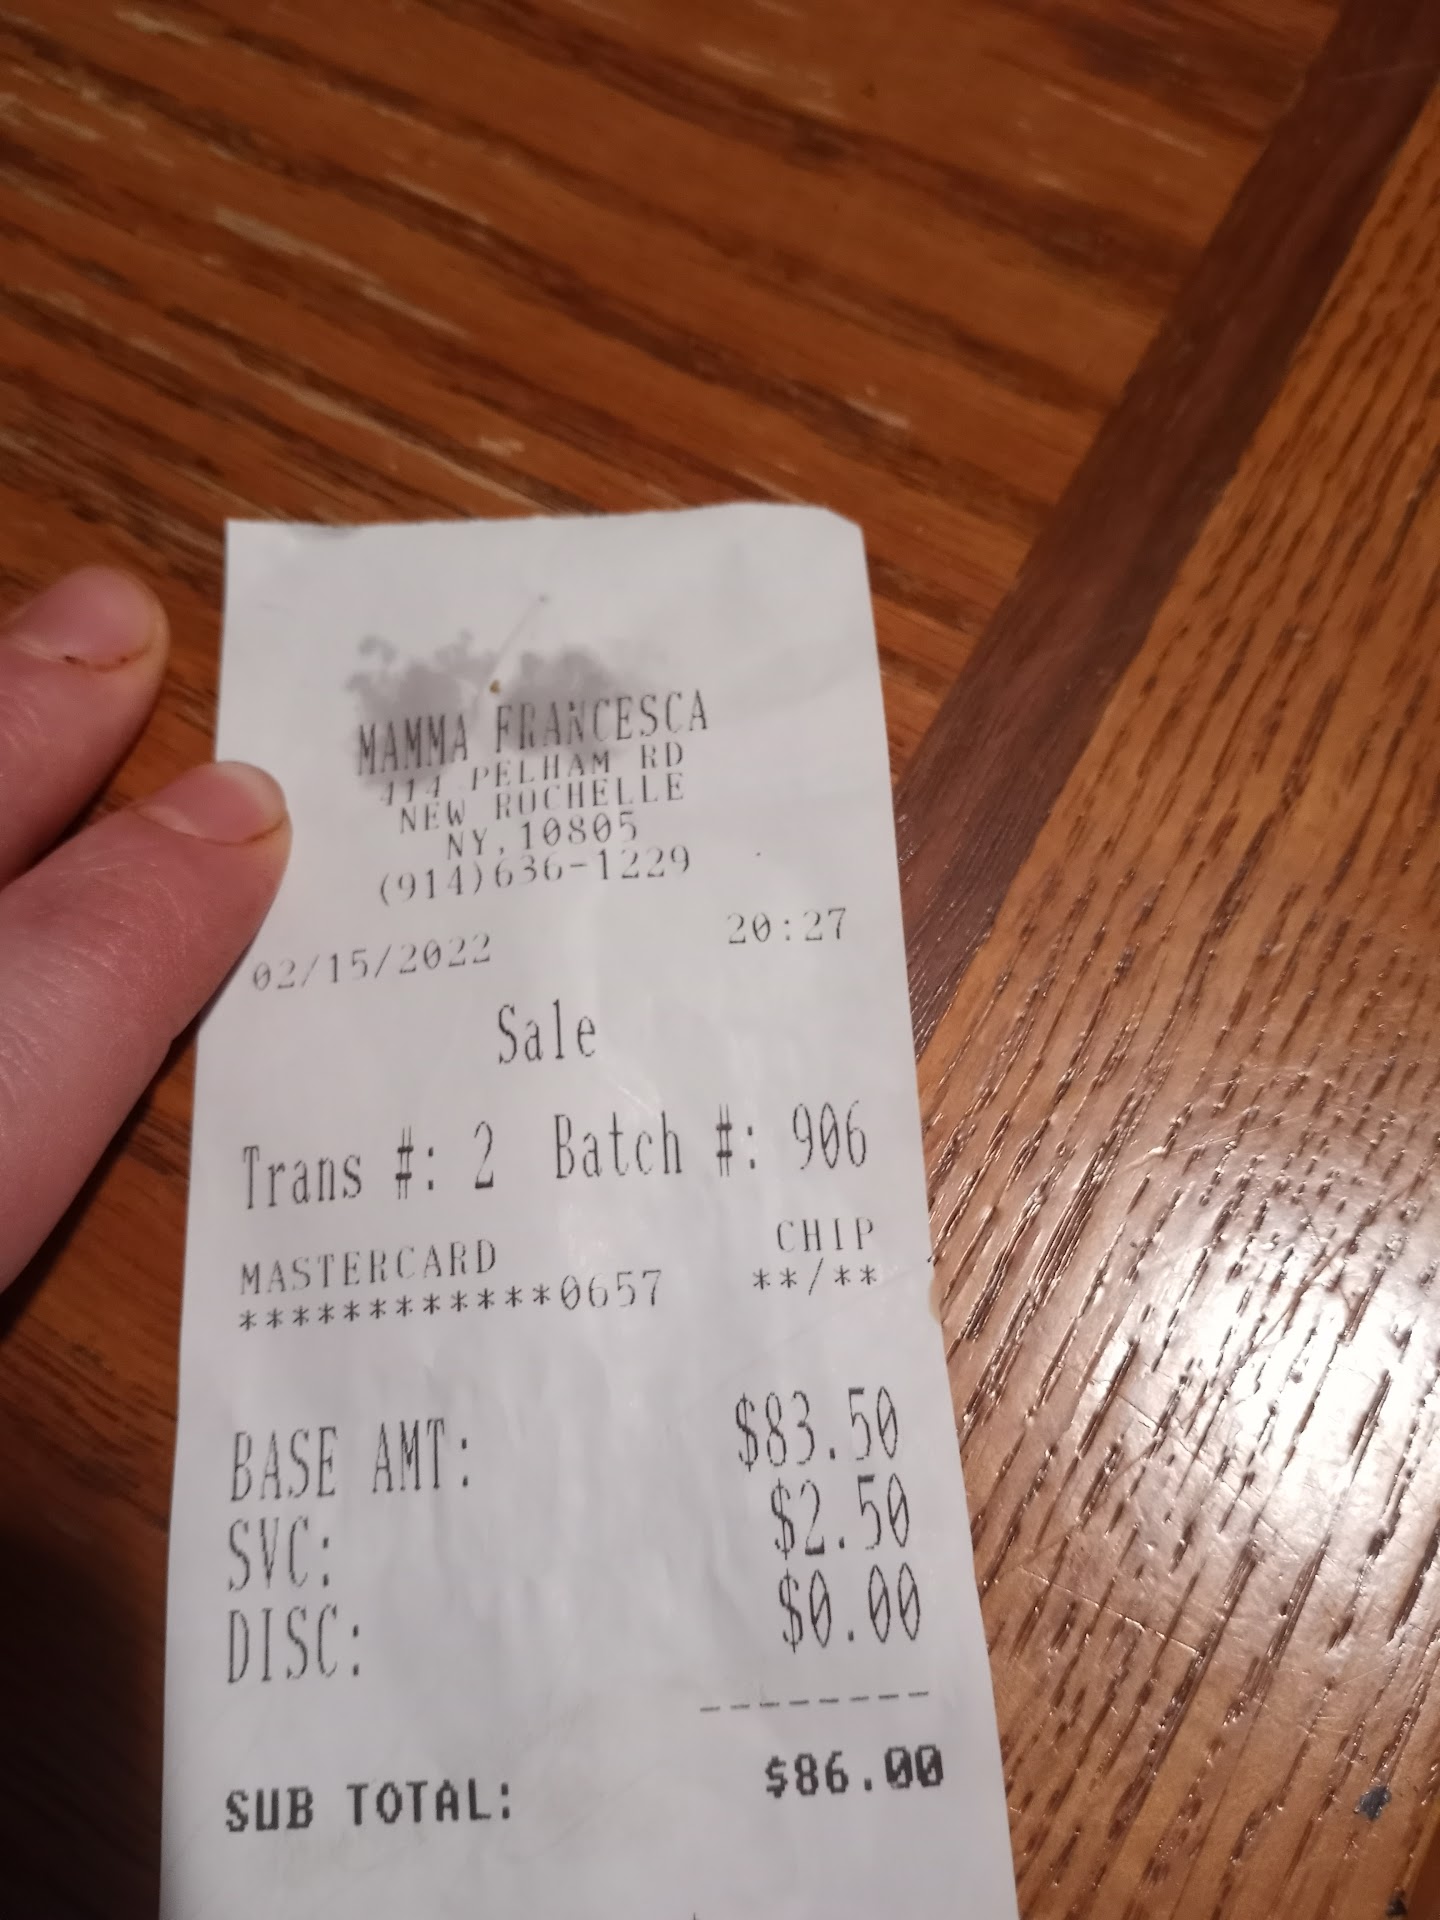 MAMMA FRANCESCA
414 PELHAM RD
NEW ROCHELLE
NY, 10805
(914)636-1229
02/15/2022 20:27
Sale
Trans #: 2 Batch #: 906
MASTERCARD CHIP
************0657 **/**
BASE AMT: $83.50
SVC: $2.50
DISC: $0.00
--------
SUB TOTAL: $86.00